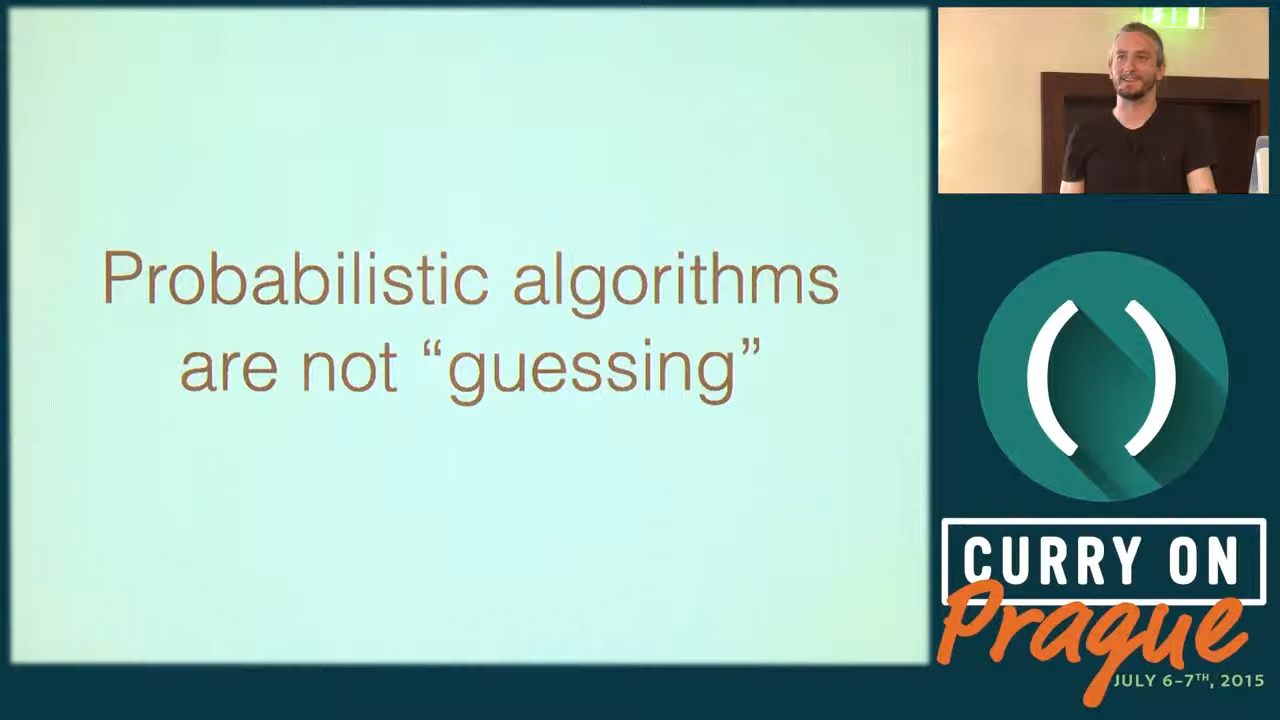 Probabilistic algorithms
are not “guessing”
()
CURRY ON
Prague
JULY 6–7TH, 2015